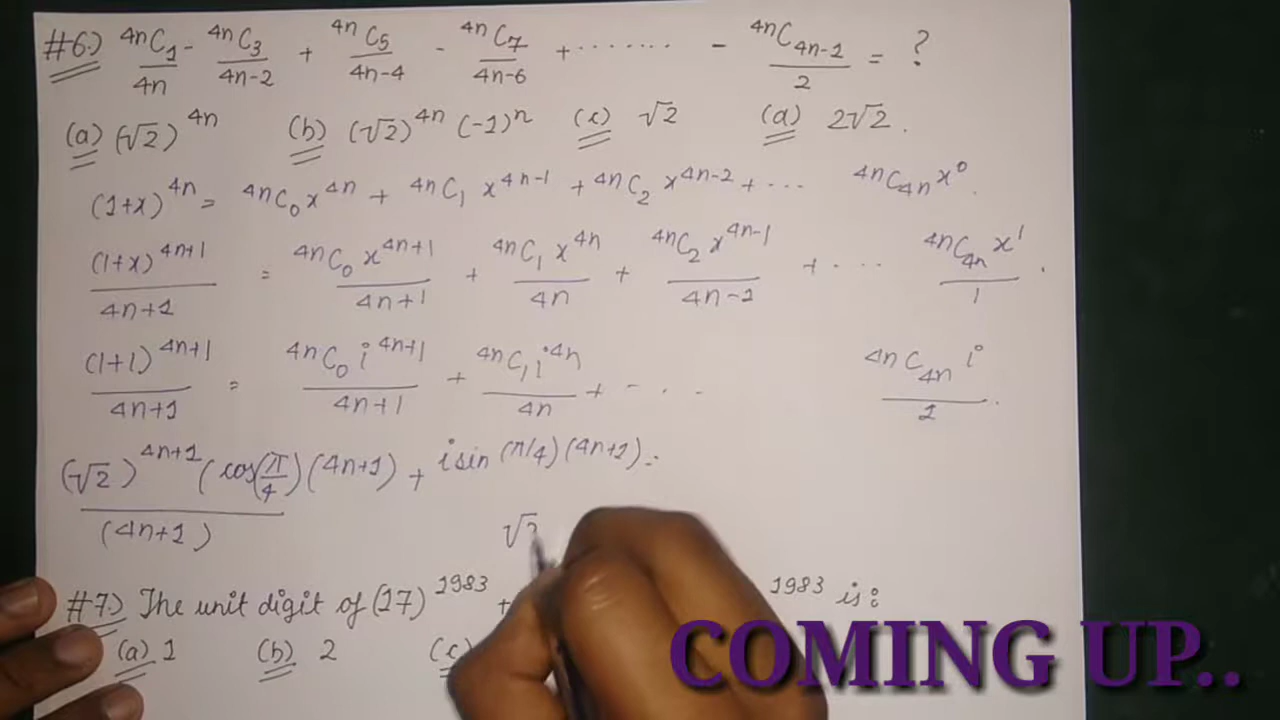 #6.) 4nC1/4n - 4nC3/4n-2 + 4nC5/4n-4 - 4nC7/4n-6 + ........ - 4nC4n-1/2 = ?
(a) (√2)^4n (b) (√2)^4n (-1)^n (c) √2 (d) 2√2.
(1+x)^4n = 4nC0 x^4n + 4nC1 x^4n-1 + 4nC2 x^4n-2 + ... 4nC4n x^0.
(1+x)^4n+1/4n+1 = 4nC0 x^4n+1/4n+1 + 4nC1 x^4n/4n + 4nC2 x^4n-1/4n-1 + .... 4nC4n x^1/1 .
(1+i)^4n+1/4n+1 = 4nC0 i^4n+1/4n+1 + 4nC1 i^4n/4n + - . . 4nC4n i/1 .
(√2)^4n+1 (cos(π/4)(4n+1) + i sin (π/4)(4n+1) =
(4n+1)
#7.) The unit digit of (17)^1983 + 1983 is:
(a) 1 (b) 2 (c)
COMING UP..